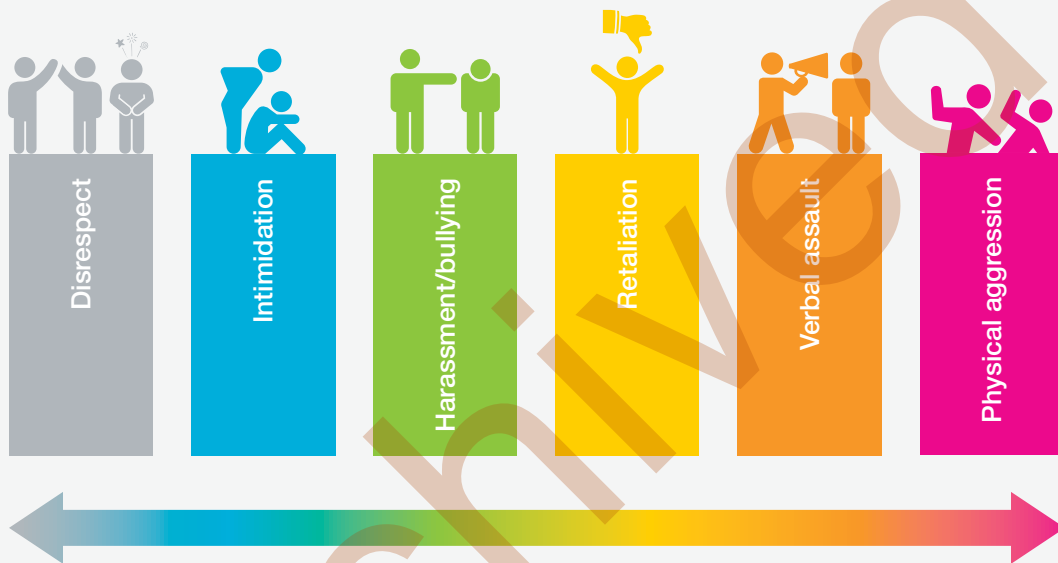 Disrespect
Intimidation
Harassment/bullying
Retaliation
Verbal assault
Physical aggression